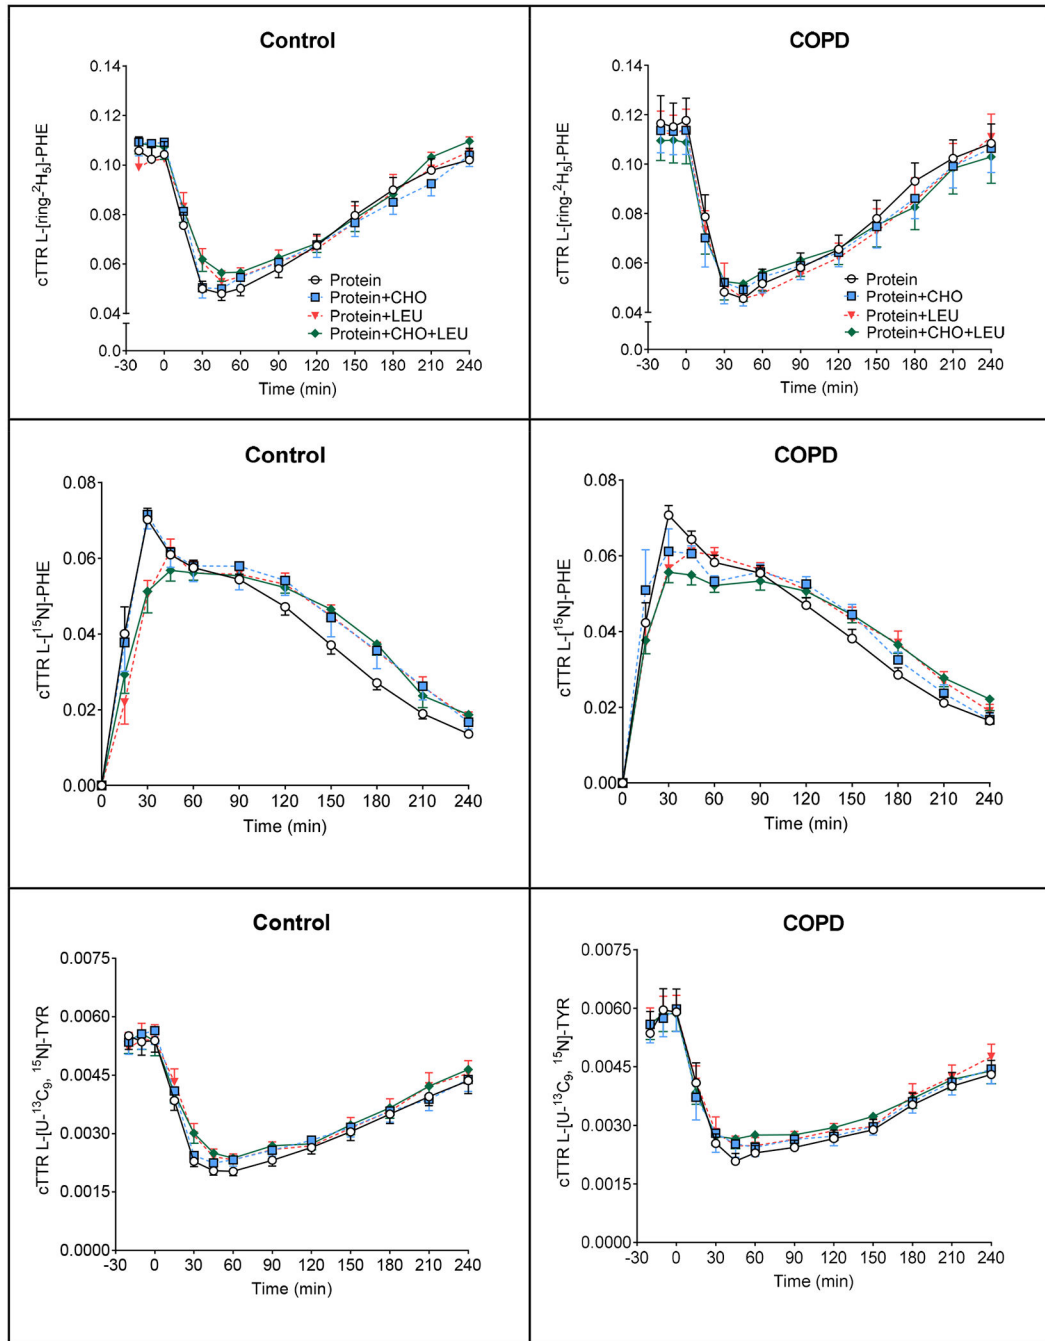 Control
cTTR L-[ring-²H₅]-PHE
0.14
0.12
0.10
0.08
0.06
0.04
0.0
Protein
Protein+CHO
Protein+LEU
Protein+CHO+LEU
-30 0 30 60 90 120 150 180 210 240
Time (min)
COPD
cTTR L-[ring-²H₅]-PHE
0.14
0.12
0.10
0.08
0.06
0.04
0.0
Protein
Protein+CHO
Protein+LEU
Protein+CHO+LEU
-30 0 30 60 90 120 150 180 210 240
Time (min)
Control
cTTR L-[¹⁵N]-PHE
0.08
0.06
0.04
0.02
0.00
0 30 60 90 120 150 180 210 240
Time (min)
COPD
cTTR L-[¹⁵N]-PHE
0.08
0.06
0.04
0.02
0.00
0 30 60 90 120 150 180 210 240
Time (min)
Control
cTTR L-[U-¹³C₉, ¹⁵N]-TYR
0.0075
0.0060
0.0045
0.0030
0.0015
0.0000
-30 0 30 60 90 120 150 180 210 240
Time (min)
COPD
cTTR L-[U-¹³C₉, ¹⁵N]-TYR
0.0075
0.0060
0.0045
0.0030
0.0015
0.0000
-30 0 30 60 90 120 150 180 210 240
Time (min)